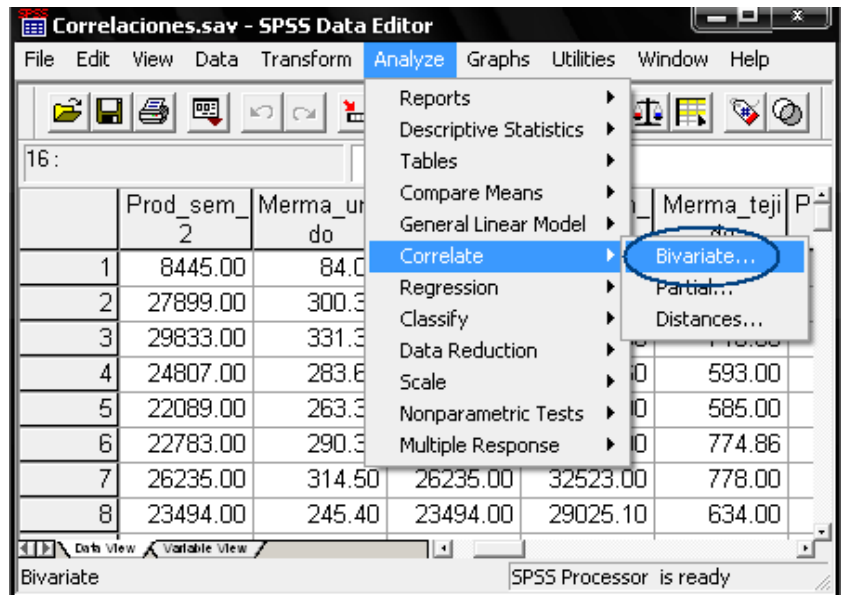 SPSS
Correlaciones.sav - SPSS Data Editor
File Edit View Data Transform Analyze Graphs Utilities Window Help
16 :
Reports
Descriptive Statistics
Tables
Compare Means
General Linear Model
Correlate
Regression
Classify
Data Reduction
Scale
Nonparametric Tests
Multiple Response
Bivariate...
Partial...
Distances...
Prod_sem_ Merma_ur Merma_teji P
2 do
1 8445.00 84.0
2 27899.00 300.3
3 29833.00 331.3
4 24807.00 283.6 593.00
5 22089.00 263.3 585.00
6 22783.00 290.3 774.86
7 26235.00 314.50 26235.00 32523.00 778.00
8 23494.00 245.40 23494.00 29025.10 634.00
Data View Variable View
Bivariate SPSS Processor is ready